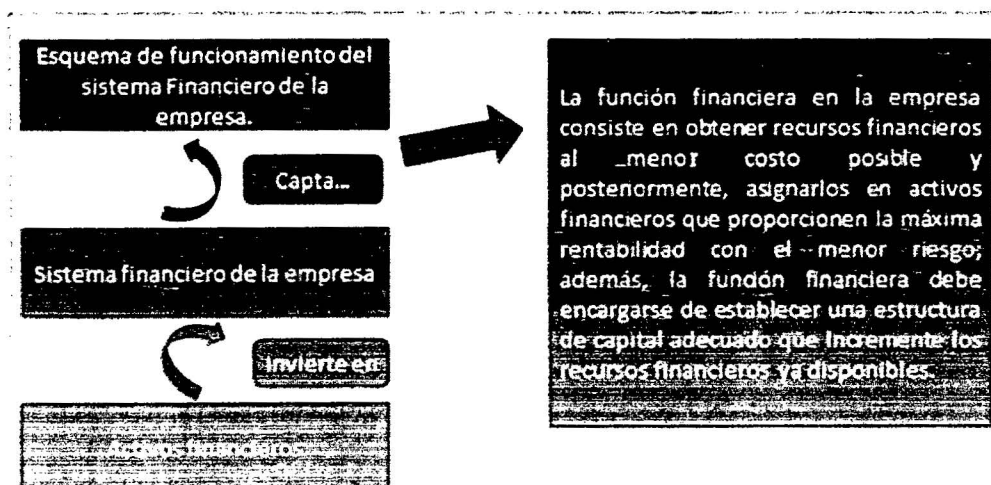 Esquema de funcionamiento del
sistema Financiero de la
empresa.
Capta...
Sistema financiero de la empresa
Invierte en
La función financiera en la empresa
consiste en obtener recursos financieros
al menor costo posible y
posteriormente, asignarlos en activos
financieros que proporcionen la máxima
rentabilidad con el menor riesgo;
además, la función financiera debe
encargarse de establecer una estructura
de capital adecuado que incremente los
recursos financieros ya disponibles.